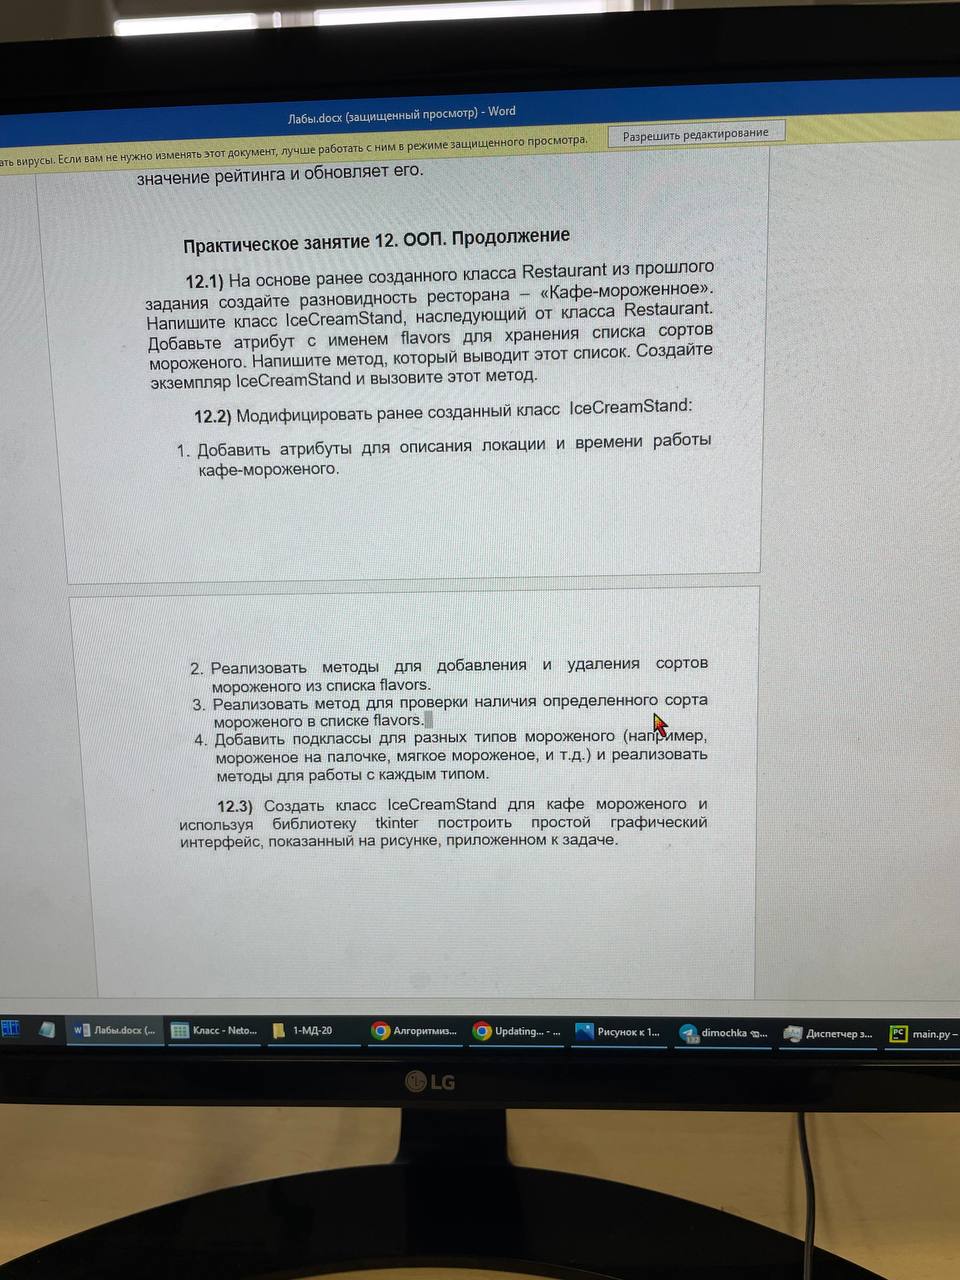 Лабы.docx (защищенный просмотр) - Word
ать вирусы. Если вам не нужно изменять этот документ, лучше работать с ним в режиме защищенного просмотра.
Разрешить редактирование
значение рейтинга и обновляет его.
Практическое занятие 12. ООП. Продолжение
12.1) На основе ранее созданного класса Restaurant из прошлого
задания создайте разновидность ресторана – «Кафе-мороженное».
Напишите класс IceCreamStand, наследующий от класса Restaurant.
Добавьте атрибут с именем flavors для хранения списка сортов
мороженого. Напишите метод, который выводит этот список. Создайте
экземпляр IceCreamStand и вызовите этот метод.
12.2) Модифицировать ранее созданный класс IceCreamStand:
1. Добавить атрибуты для описания локации и времени работы
кафе-мороженого.
2. Реализовать методы для добавления и удаления сортов
мороженого из списка flavors.
3. Реализовать метод для проверки наличия определенного сорта
мороженого в списке flavors.
4. Добавить подклассы для разных типов мороженого (например,
мороженое на палочке, мягкое мороженое, и т.д.) и реализовать
методы для работы с каждым типом.
12.3) Создать класс IceCreamStand для кафе мороженого и
используя библиотеку tkinter построить простой графический
интерфейс, показанный на рисунке, приложенном к задаче.
Лабы.docx (...
Класс - Neto...
1-МД-20
Алгоритмиз...
Updating... - ...
Рисунок к 1...
dimochka
Диспетчер з...
PC
main.py –
LG